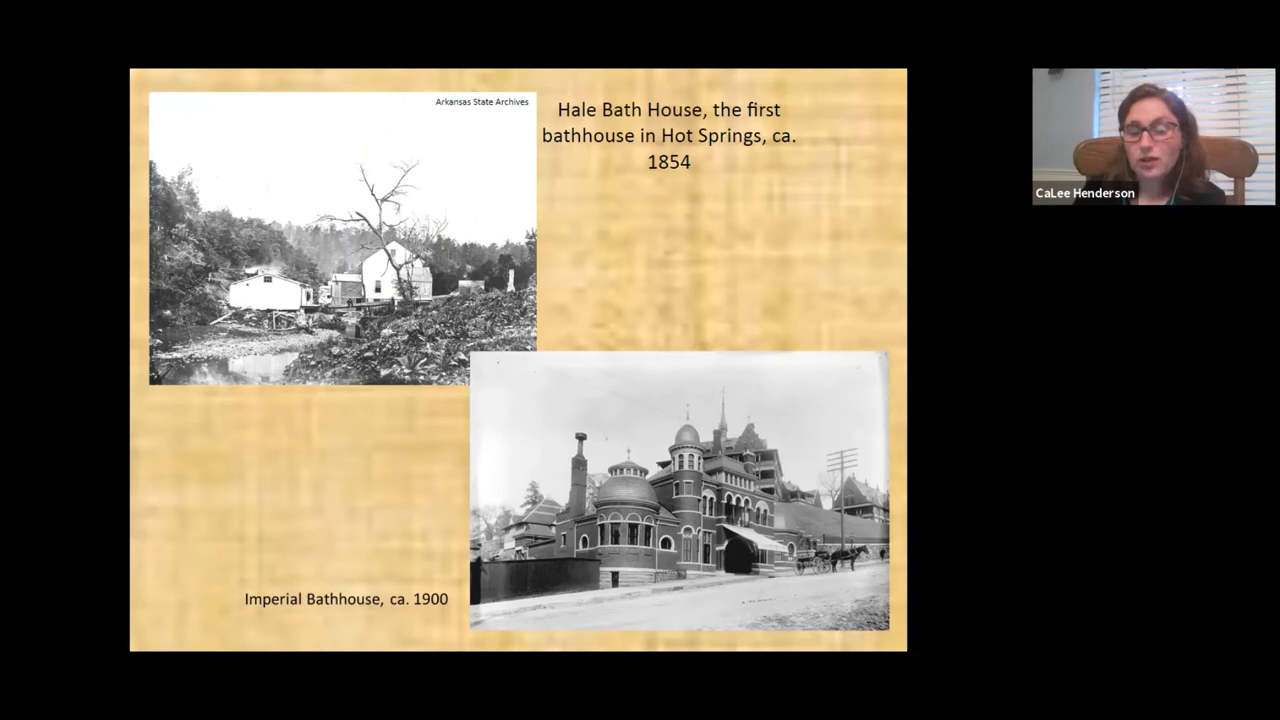 Arkansas State Archives
Hale Bath House, the first
bathhouse in Hot Springs, ca.
1854
CaLee Henderson
Imperial Bathhouse, ca. 1900